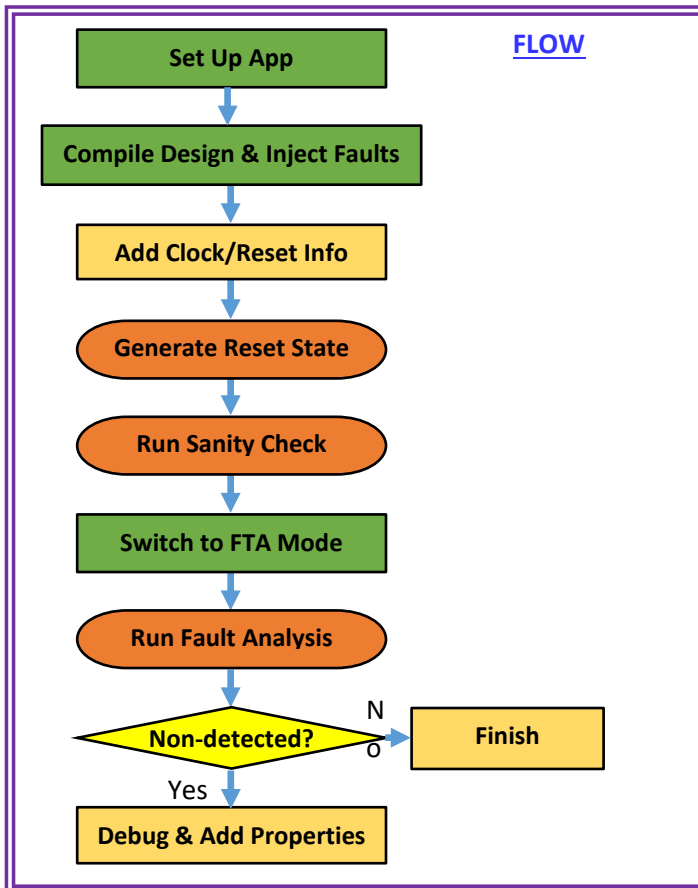 FLOW
Set Up App
Compile Design & Inject Faults
Add Clock/Reset Info
Generate Reset State
Run Sanity Check
Switch to FTA Mode
Run Fault Analysis
Non-detected?
N
o
Finish
Yes
Debug & Add Properties